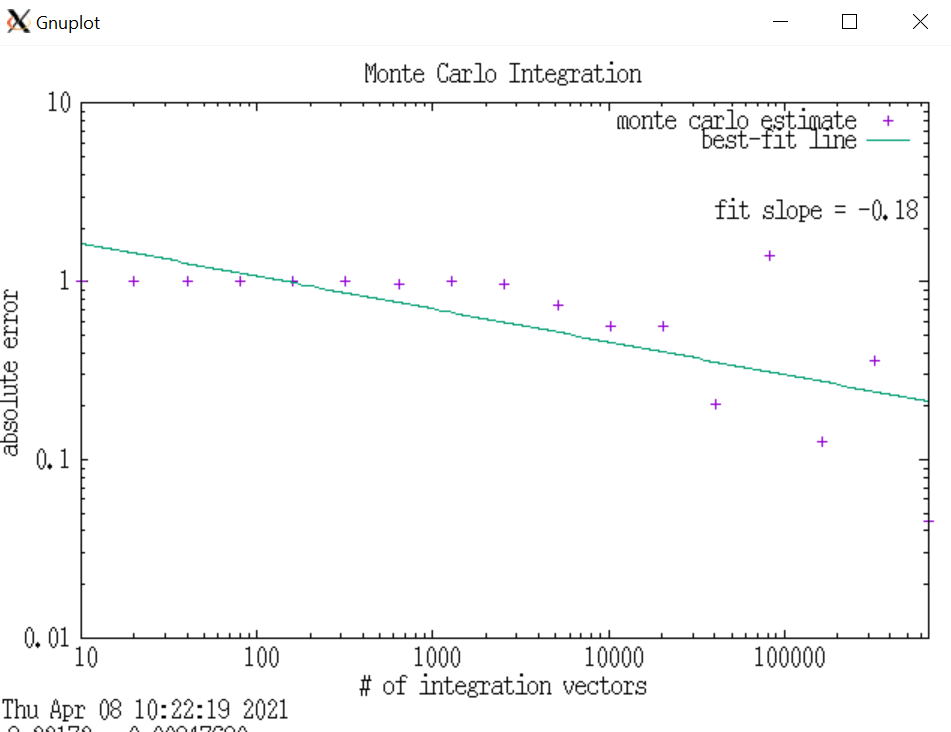 Gnuplot
Monte Carlo Integration
10
monte carlo estimate
best-fit line
fit slope = -0.18
1
absolute error
0.1
0.01
10 100 1000 10000 100000
# of integration vectors
Thu Apr 08 10:22:19 2021